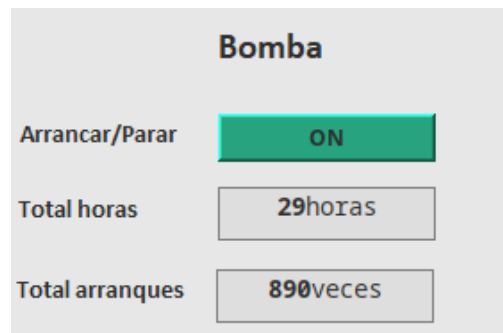 Bomba
Arrancar/Parar ON
Total horas 29horas
Total arranques 890veces